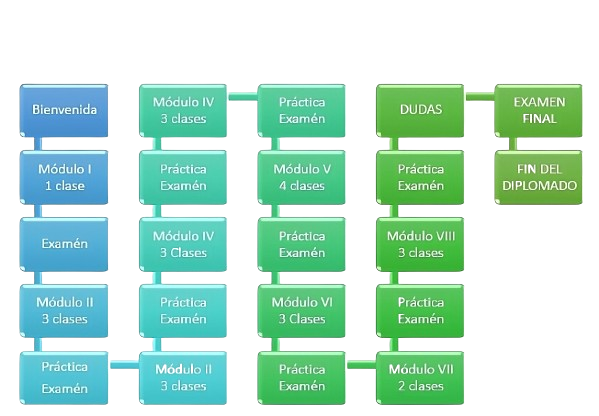 Bienvenida
Módulo I
1 clase
Examén
Módulo II
3 clases
Práctica
Examén
Módulo II
3 clases
Práctica
Examén
Módulo IV
3 Clases
Práctica
Examén
Módulo IV
3 clases
Práctica
Examén
Módulo V
4 clases
Práctica
Examén
Módulo VI
3 Clases
Práctica
Examén
Módulo VII
2 clases
Práctica
Examén
Módulo VIII
3 clases
Práctica
Examén
DUDAS
EXAMEN
FINAL
FIN DEL
DIPLOMADO